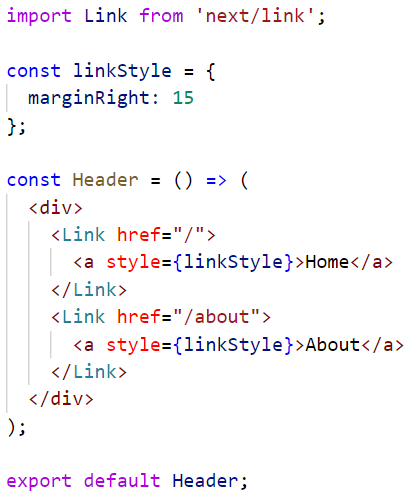 import Link from 'next/link';
const linkStyle = {
marginRight: 15
};
const Header = () => (
<div>
<Link href="/">
<a style={linkStyle}>Home</a>
</Link>
<Link href="/about">
<a style={linkStyle}>About</a>
</Link>
</div>
);
export default Header;